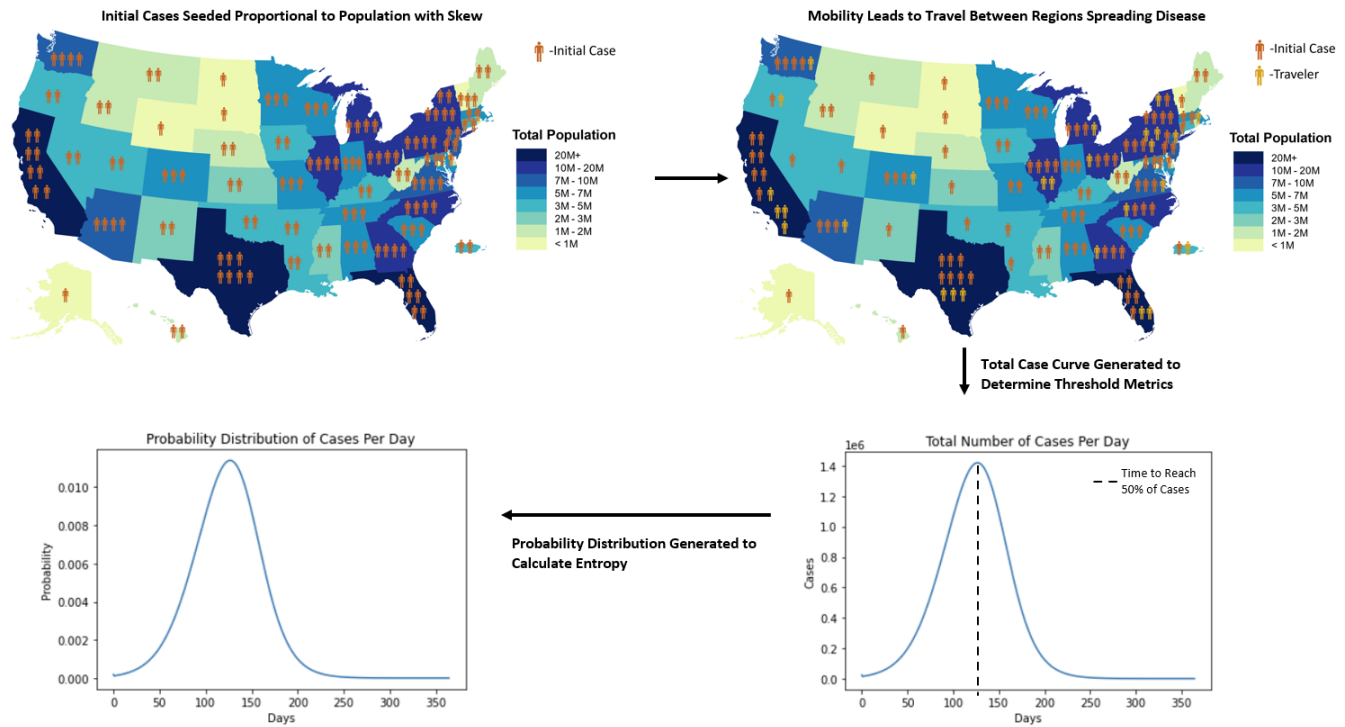 Initial Cases Seeded Proportional to Population with Skew
-Initial Case
Total Population
20M+
10M - 20M
7M - 10M
5M - 7M
3M - 5M
2M - 3M
1M - 2M
< 1M
Mobility Leads to Travel Between Regions Spreading Disease
-Initial Case
-Traveler
Total Population
20M+
10M - 20M
7M - 10M
5M - 7M
3M - 5M
2M - 3M
1M - 2M
< 1M
Total Case Curve Generated to
Determine Threshold Metrics
Total Number of Cases Per Day
1e6
1.4
1.2
1.0
0.8
0.6
0.4
0.2
0.0
Cases
0
50
100
150
200
250
300
350
Days
Time to Reach
50% of Cases
Probability Distribution Generated to
Calculate Entropy
Probability Distribution of Cases Per Day
0.010
0.008
0.006
0.004
0.002
0.000
Probability
0
50
100
150
200
250
300
350
Days